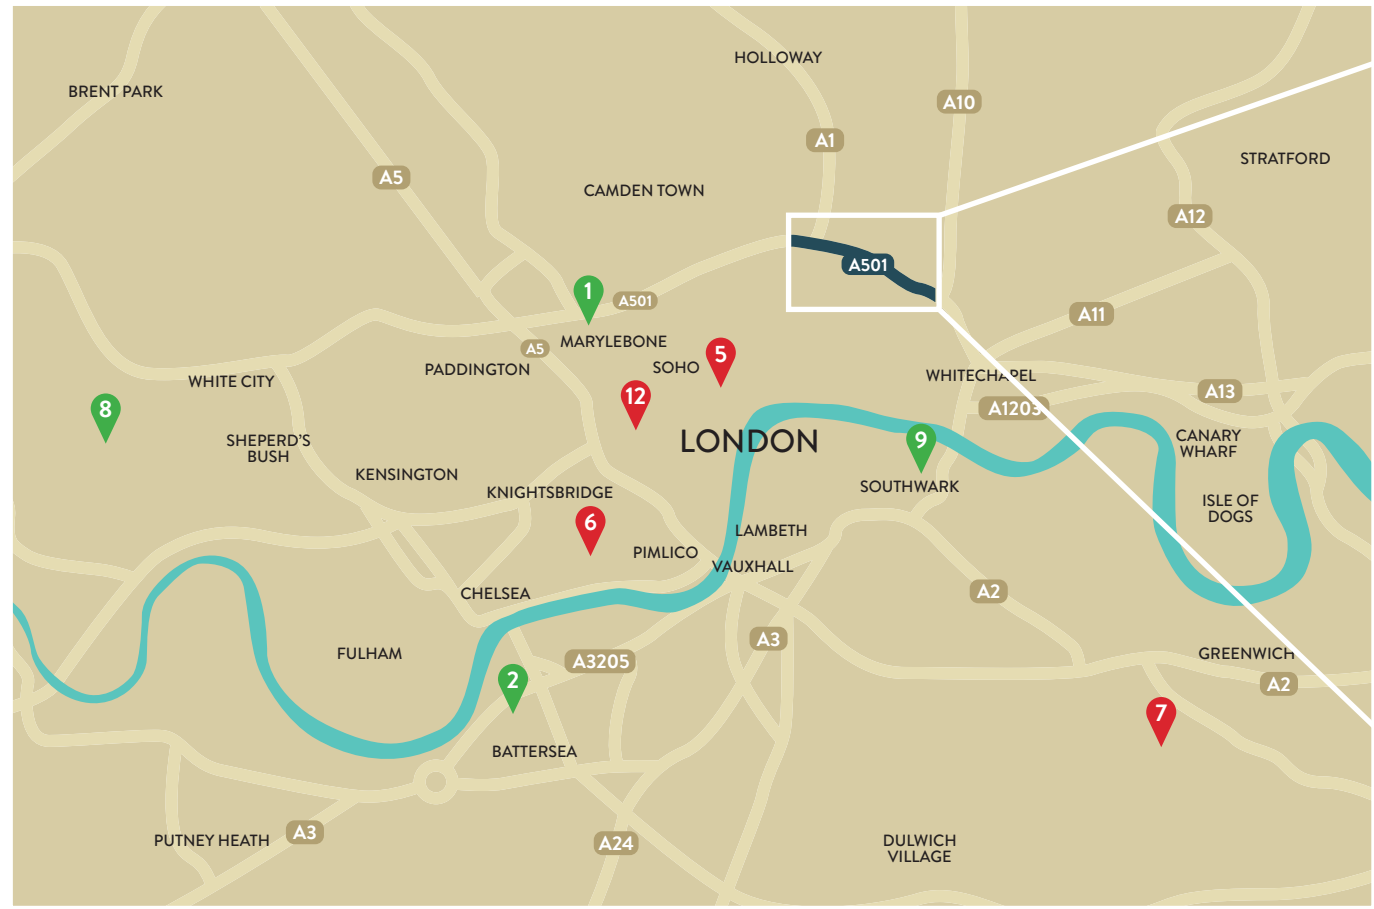 HOLLOWAY
BRENT PARK
A10
A1
STRATFORD
A5
CAMDEN TOWN
A12
A501
1
A501
A11
MARYLEBONE
A5
5
SOHO
PADDINGTON
WHITECHAPEL
WHITE CITY
A13
12
8
A1203
LONDON
9
CANARY
WHARF
SHEPERD'S
BUSH
KENSINGTON
SOUTHWARK
KNIGHTSBRIDGE
ISLE OF
DOGS
6
LAMBETH
PIMLICO
VAUXHALL
CHELSEA
A2
A3
FULHAM
GREENWICH
A3205
2
A2
7
BATTERSEA
A3
PUTNEY HEATH
A24
DULWICH
VILLAGE